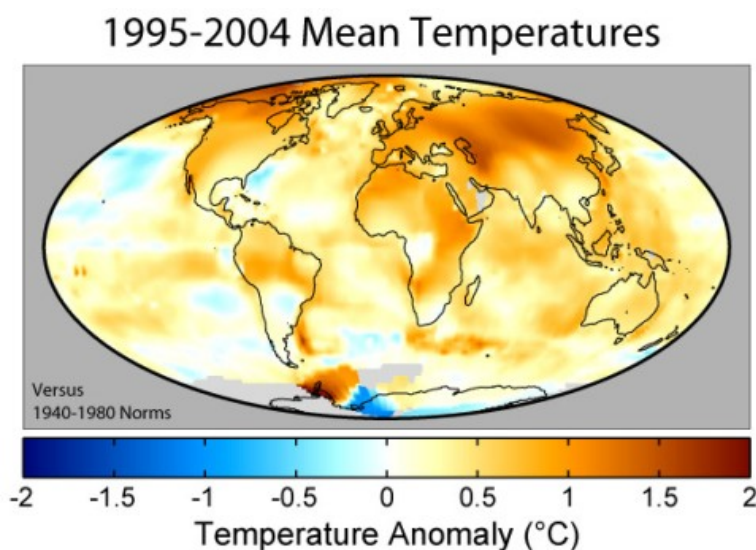 1995-2004 Mean Temperatures
Versus
1940-1980 Norms
-2 -1.5 -1 -0.5 0 0.5 1 1.5 2
Temperature Anomaly (°C)